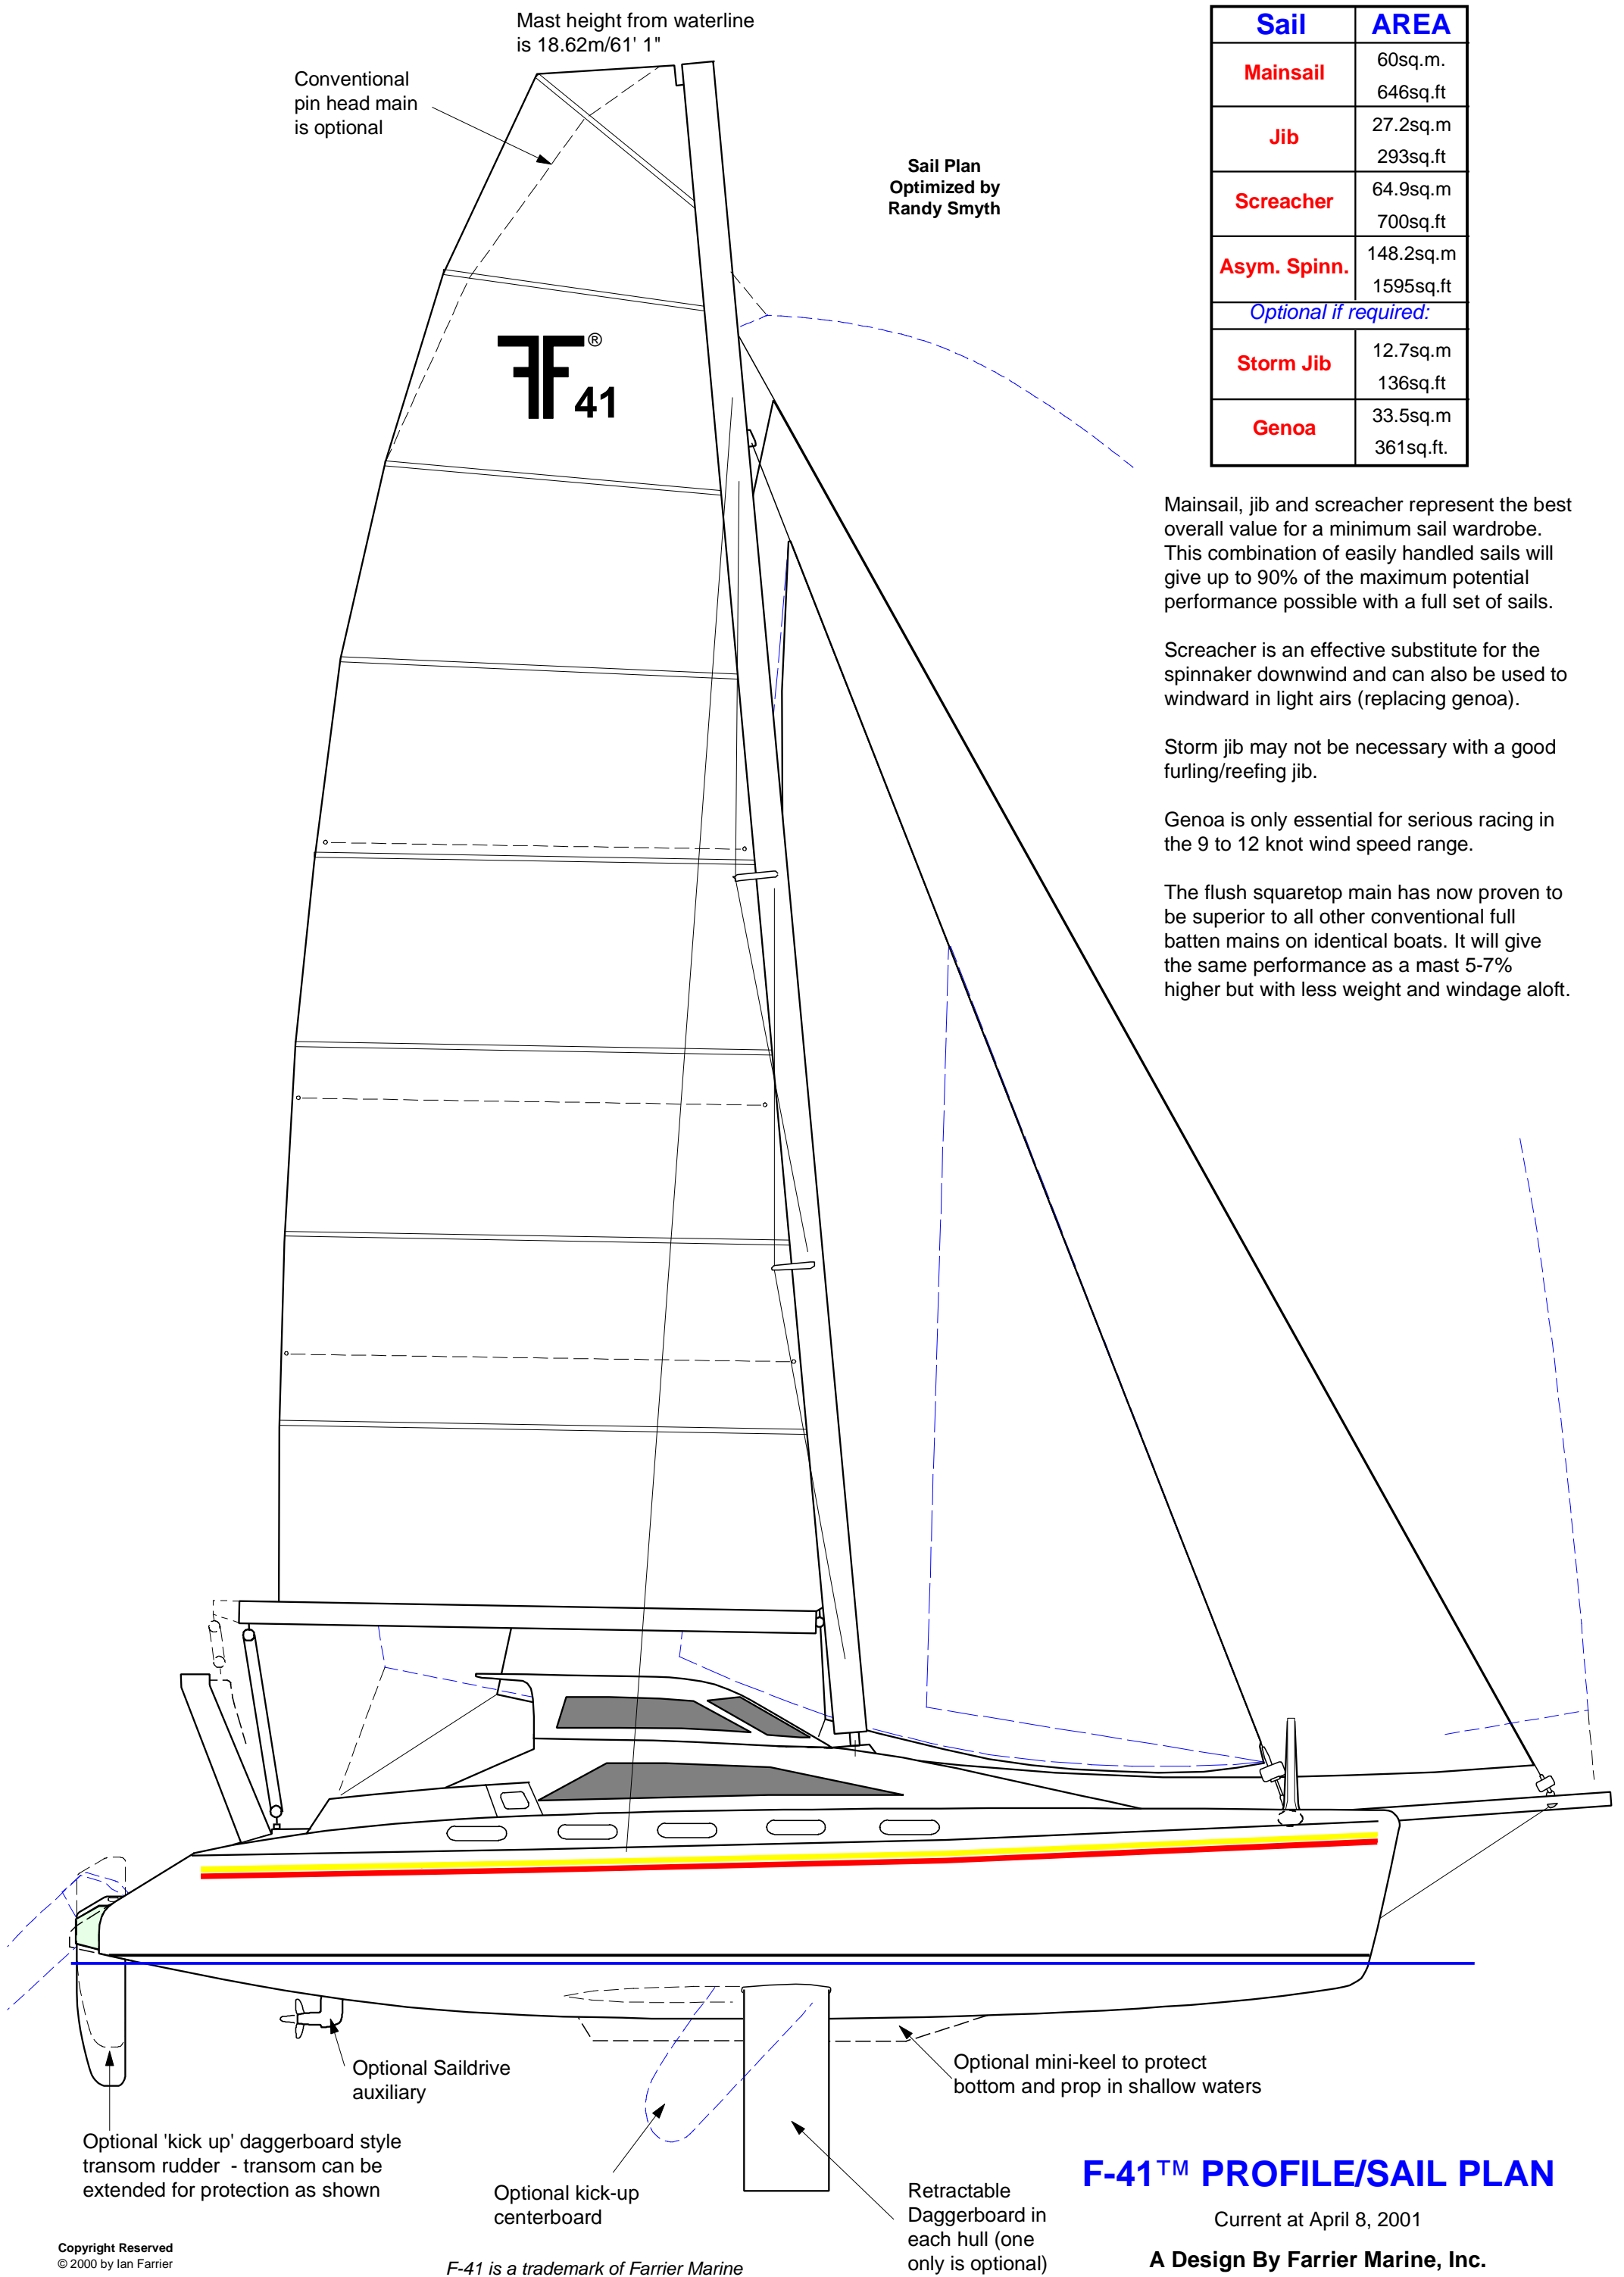 Mast height from waterline
is 18.62m/61' 1"
Conventional
pin head main
is optional
Sail Plan
Optimized by
Randy Smyth
Sail AREA
Mainsail 60sq.m.
646sq.ft
Jib 27.2sq.m
293sq.ft
Screacher 64.9sq.m
700sq.ft
Asym. Spinn. 148.2sq.m
1595sq.ft
Optional if required:
Storm Jib 12.7sq.m
136sq.ft
Genoa 33.5sq.m
361sq.ft.
FF® 41
Mainsail, jib and screacher represent the best
overall value for a minimum sail wardrobe.
This combination of easily handled sails will
give up to 90% of the maximum potential
performance possible with a full set of sails.
Screacher is an effective substitute for the
spinnaker downwind and can also be used to
windward in light airs (replacing genoa).
Storm jib may not be necessary with a good
furling/reefing jib.
Genoa is only essential for serious racing in
the 9 to 12 knot wind speed range.
The flush squaretop main has now proven to
be superior to all other conventional full
batten mains on identical boats. It will give
the same performance as a mast 5-7%
higher but with less weight and windage aloft.
Optional Saildrive
auxiliary
Optional mini-keel to protect
bottom and prop in shallow waters
Optional 'kick up' daggerboard style
transom rudder - transom can be
extended for protection as shown
Optional kick-up
centerboard
Retractable
Daggerboard in
each hull (one
only is optional)
F-41™ PROFILE/SAIL PLAN
Current at April 8, 2001
A Design By Farrier Marine, Inc.
Copyright Reserved
© 2000 by Ian Farrier
F-41 is a trademark of Farrier Marine